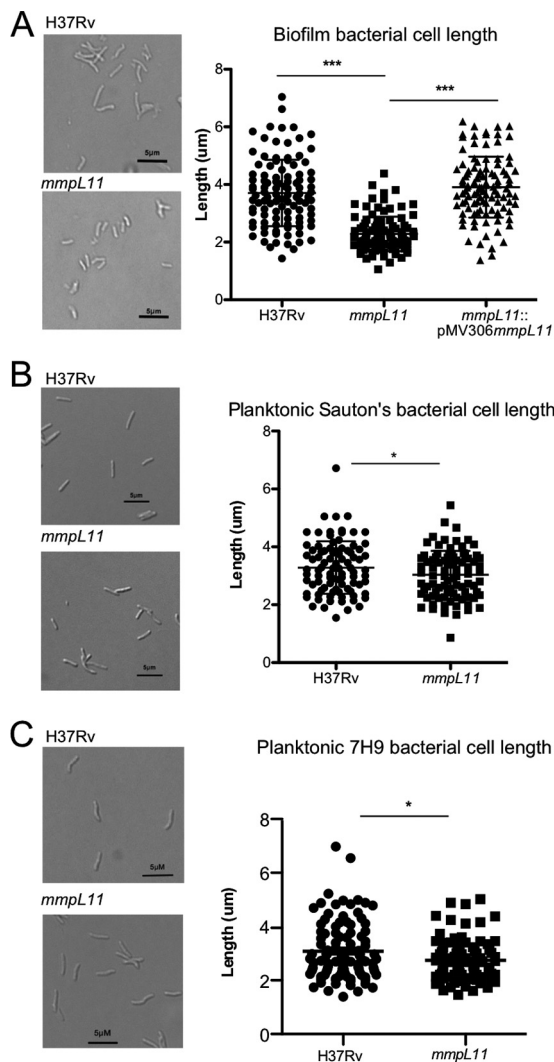 A
H37Rv
5µm
mmpL11
5µm
Biofilm bacterial cell length
***
***
8
6
4
2
0
Length (um)
H37Rv
mmpL11
mmpL11::
pMV306mmpL11
B
H37Rv
5µm
mmpL11
5µm
Planktonic Sauton's bacterial cell length
*
8
6
4
2
0
Length (um)
H37Rv
mmpL11
C
H37Rv
5µM
mmpL11
5µM
Planktonic 7H9 bacterial cell length
*
8
6
4
2
0
Length (um)
H37Rv
mmpL11